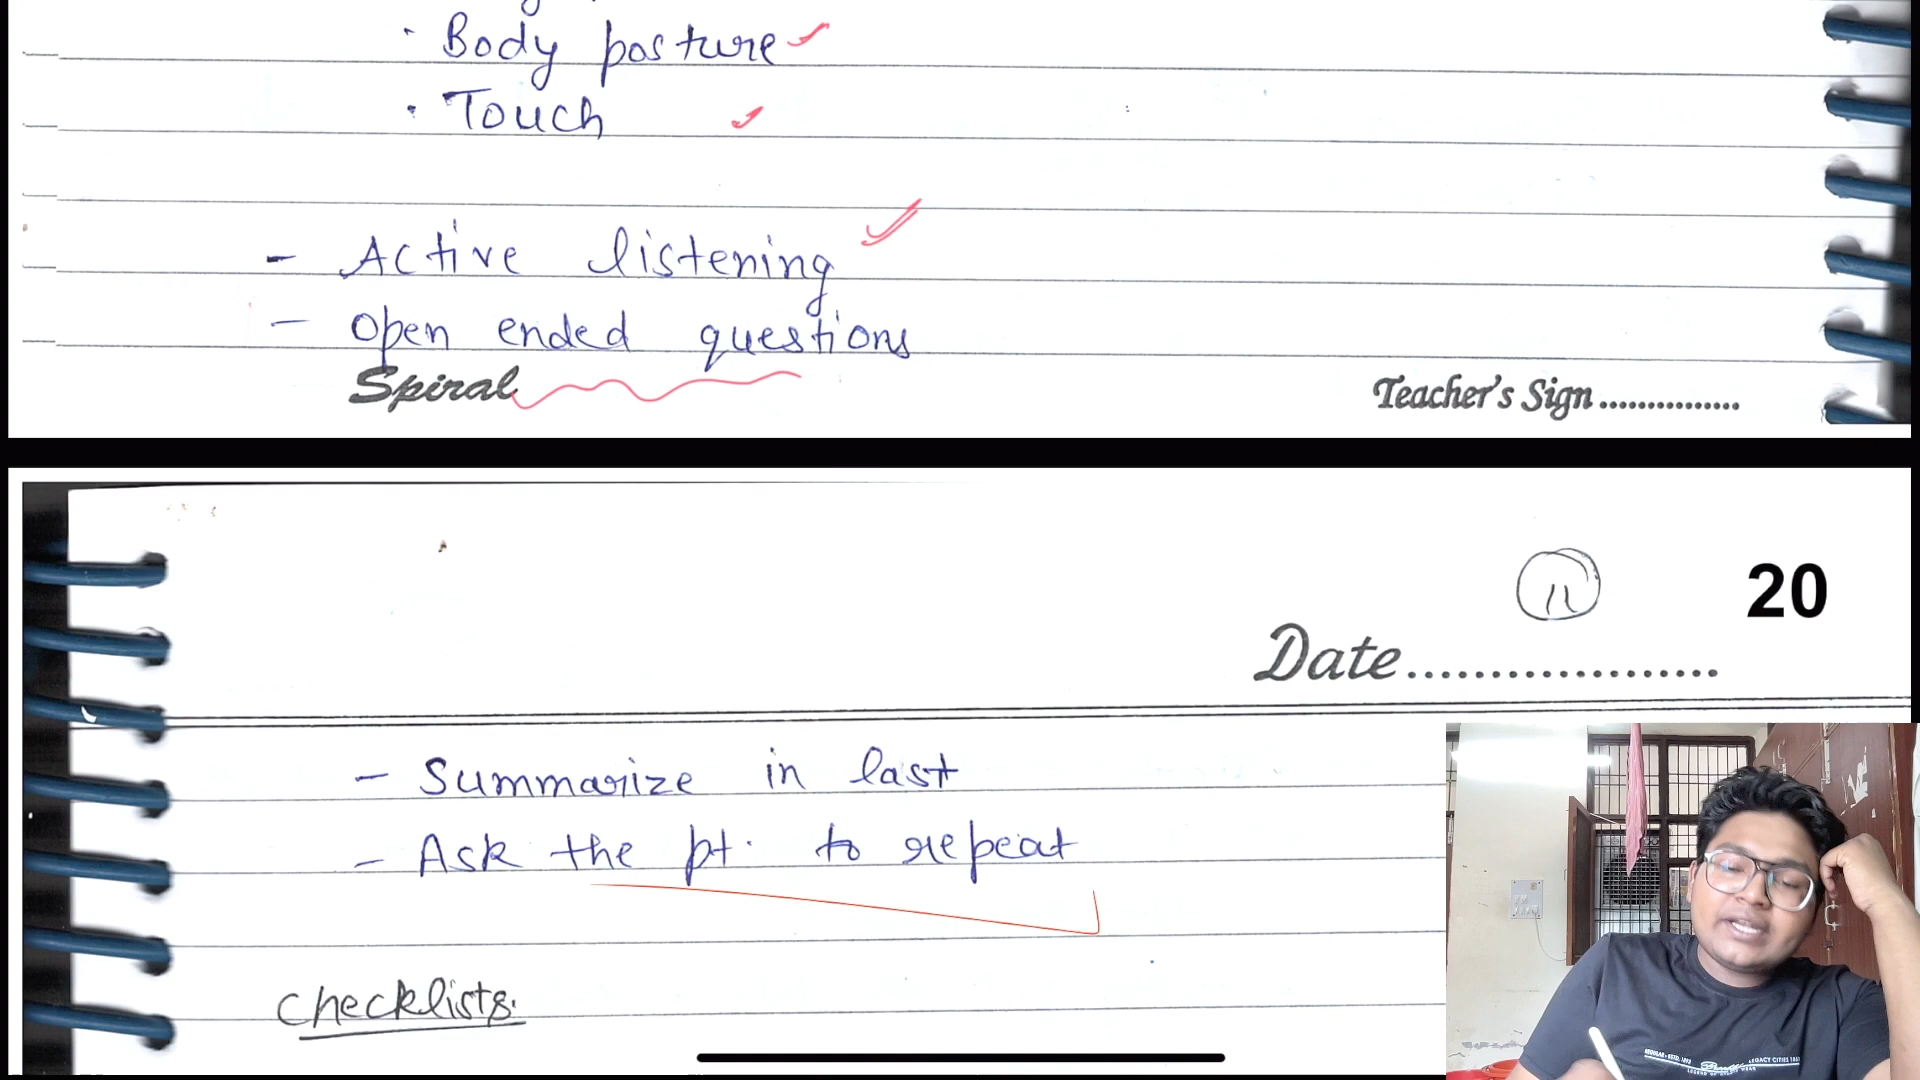 · Body posture
· Touch
- Active listening
- Open ended questions
Spiral
Teacher's Sign ...............
11
20
Date ...................
- Summarize in last
- Ask the pt. to repeat
Checklists.